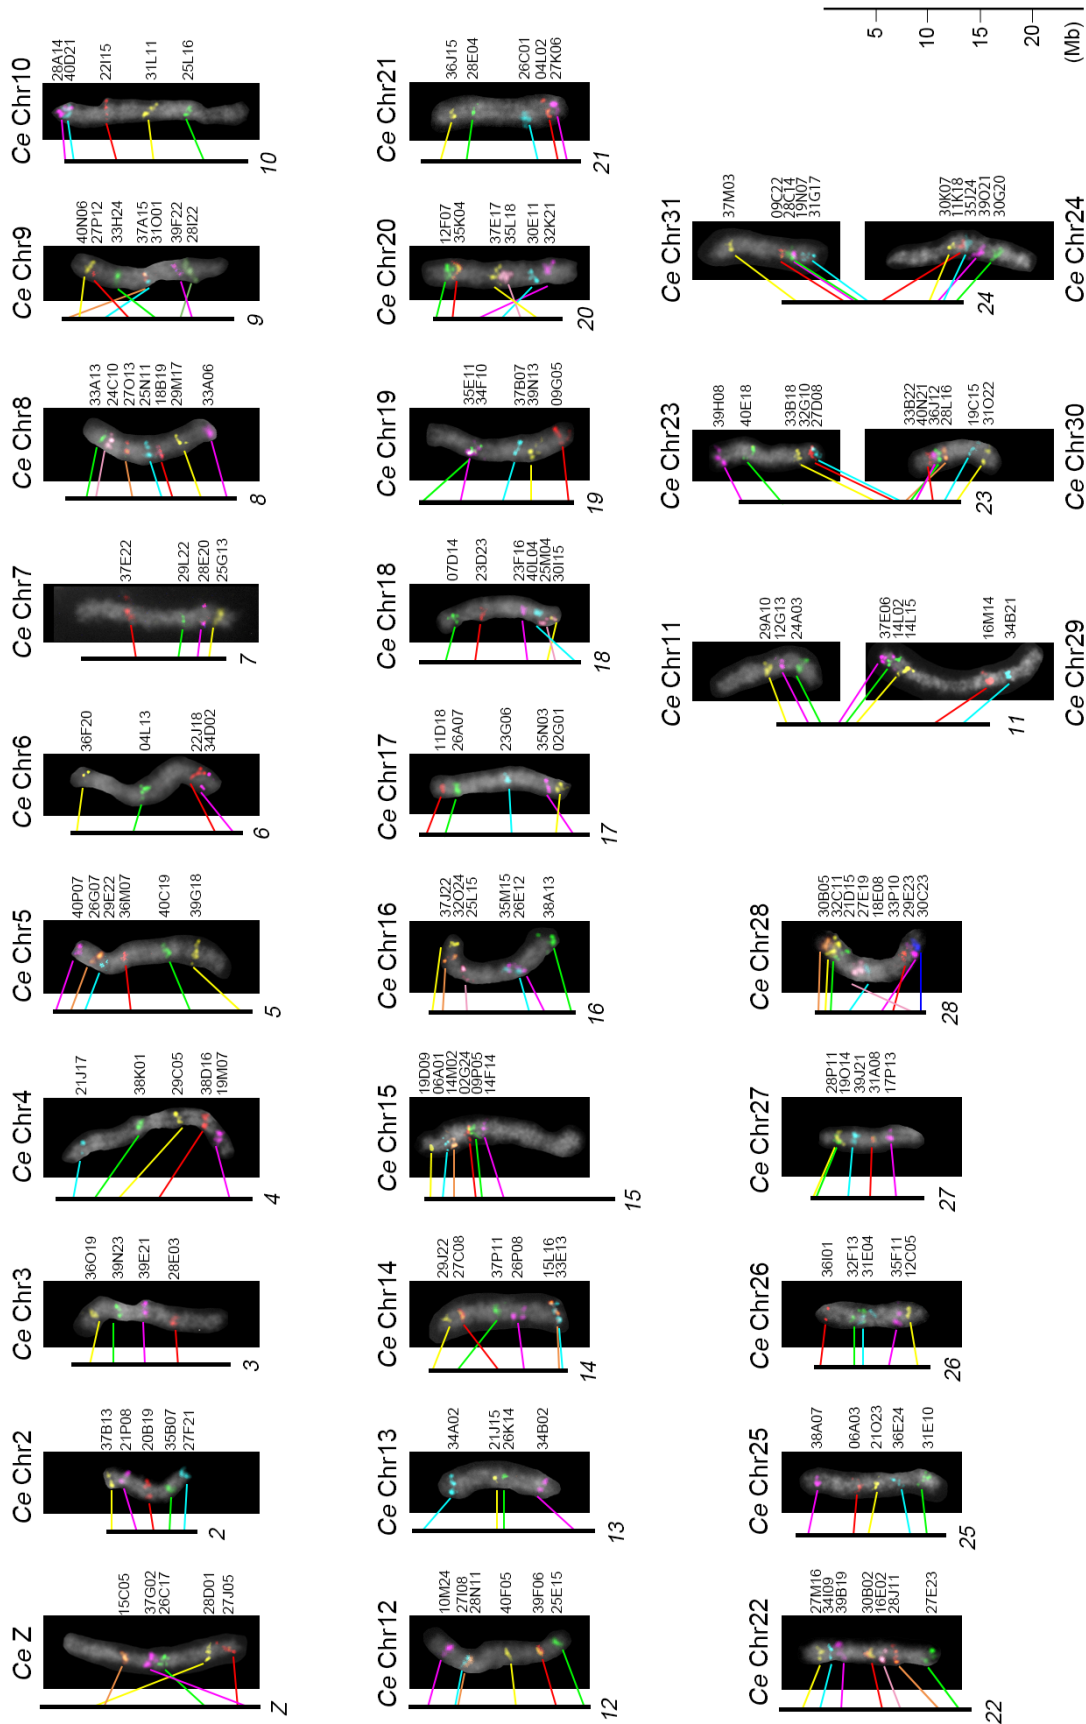 Ce Z
15C05
37G02
26C17
28D01
27J05
Z
Ce Chr2
37B13
21P08
20B19
35B07
27F21
2
Ce Chr3
36O19
39N23
39E21
28E03
3
Ce Chr4
21J17
38K01
29C05
38D16
19M07
4
Ce Chr5
40P07
26G07
29E22
36M07
40C19
39G18
5
Ce Chr6
36F20
04L13
22J18
34D02
6
Ce Chr7
37E22
29L22
28E20
25G13
7
Ce Chr8
33A13
24C10
27O13
25N11
18B19
29M17
33A06
8
Ce Chr9
40N06
27P12
33H24
37A15
31O01
39F22
28I22
9
Ce Chr10
28A14
40D21
22I15
31L11
25L16
10
Ce Chr12
10M24
27I08
28N11
40F05
39F06
25E15
12
Ce Chr13
34A02
21J15
26K14
34B02
13
Ce Chr14
29J22
27C08
37P11
26P08
15L16
33E13
14
Ce Chr15
19D09
06A01
14M02
02G24
09P05
14F14
15
Ce Chr16
37J22
32O24
25L15
35M15
26E12
38A13
16
Ce Chr17
11D18
26A07
23G06
35N03
02G01
17
Ce Chr18
07D14
23D23
23F16
40L04
25M04
30I15
18
Ce Chr19
35E11
34F10
37B07
39N13
09G05
19
Ce Chr20
12F07
35K04
37E17
35L18
30E11
32K21
20
Ce Chr21
36J15
28E04
26C01
04L02
27K06
21
Ce Chr22
27M16
34I09
39B19
30B02
16E02
28J11
27E23
22
Ce Chr25
38A07
06A03
21O23
36E24
31E10
25
Ce Chr26
36I01
32F13
31E04
35F11
12C05
26
Ce Chr27
28P11
19O14
39J21
31A08
17P13
27
Ce Chr28
30B05
32C11
21D15
27E19
18E08
33P10
29E23
30C23
28
Ce Chr11
29A10
12G13
24A03
37E06
14L02
14L15
16M14
34B21
11
Ce Chr29
Ce Chr23
39H08
40E18
33B18
32G10
27D08
33B22
40N21
36J12
28L16
19C15
31O22
23
Ce Chr30
Ce Chr31
37M03
09C22
28C14
19N07
31G17
30K07
11K18
35J24
39O21
30G20
24
Ce Chr24
5
10
15
20
(Mb)